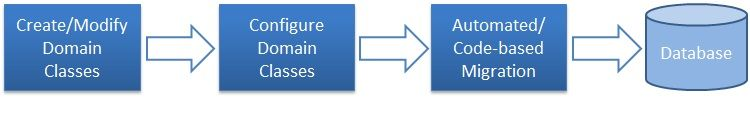 Create/Modify
Domain
Classes
Configure
Domain
Classes
Automated/
Code-based
Migration
Database